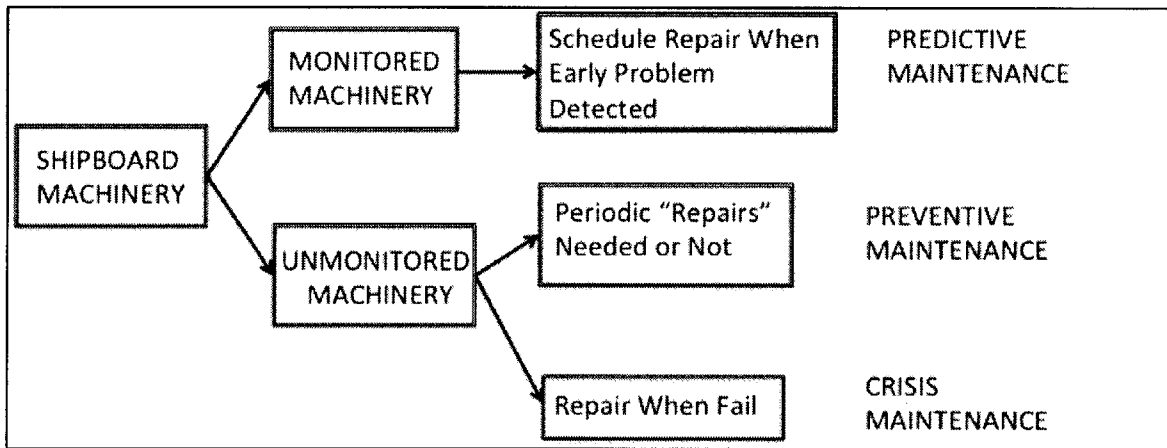 MONITORED
MACHINERY
Schedule Repair When
Early Problem
Detected
PREDICTIVE
MAINTENANCE
SHIPBOARD
MACHINERY
UNMONITORED
MACHINERY
Periodic “Repairs”
Needed or Not
PREVENTIVE
MAINTENANCE
Repair When Fail
CRISIS
MAINTENANCE